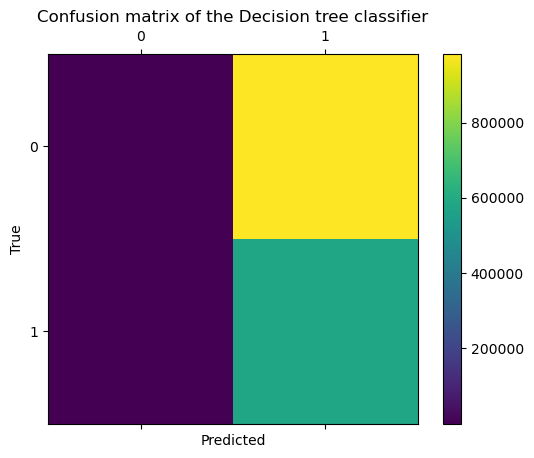 Confusion matrix of the Decision tree classifier
0 1
800000
0
600000
True
400000
1
200000
Predicted